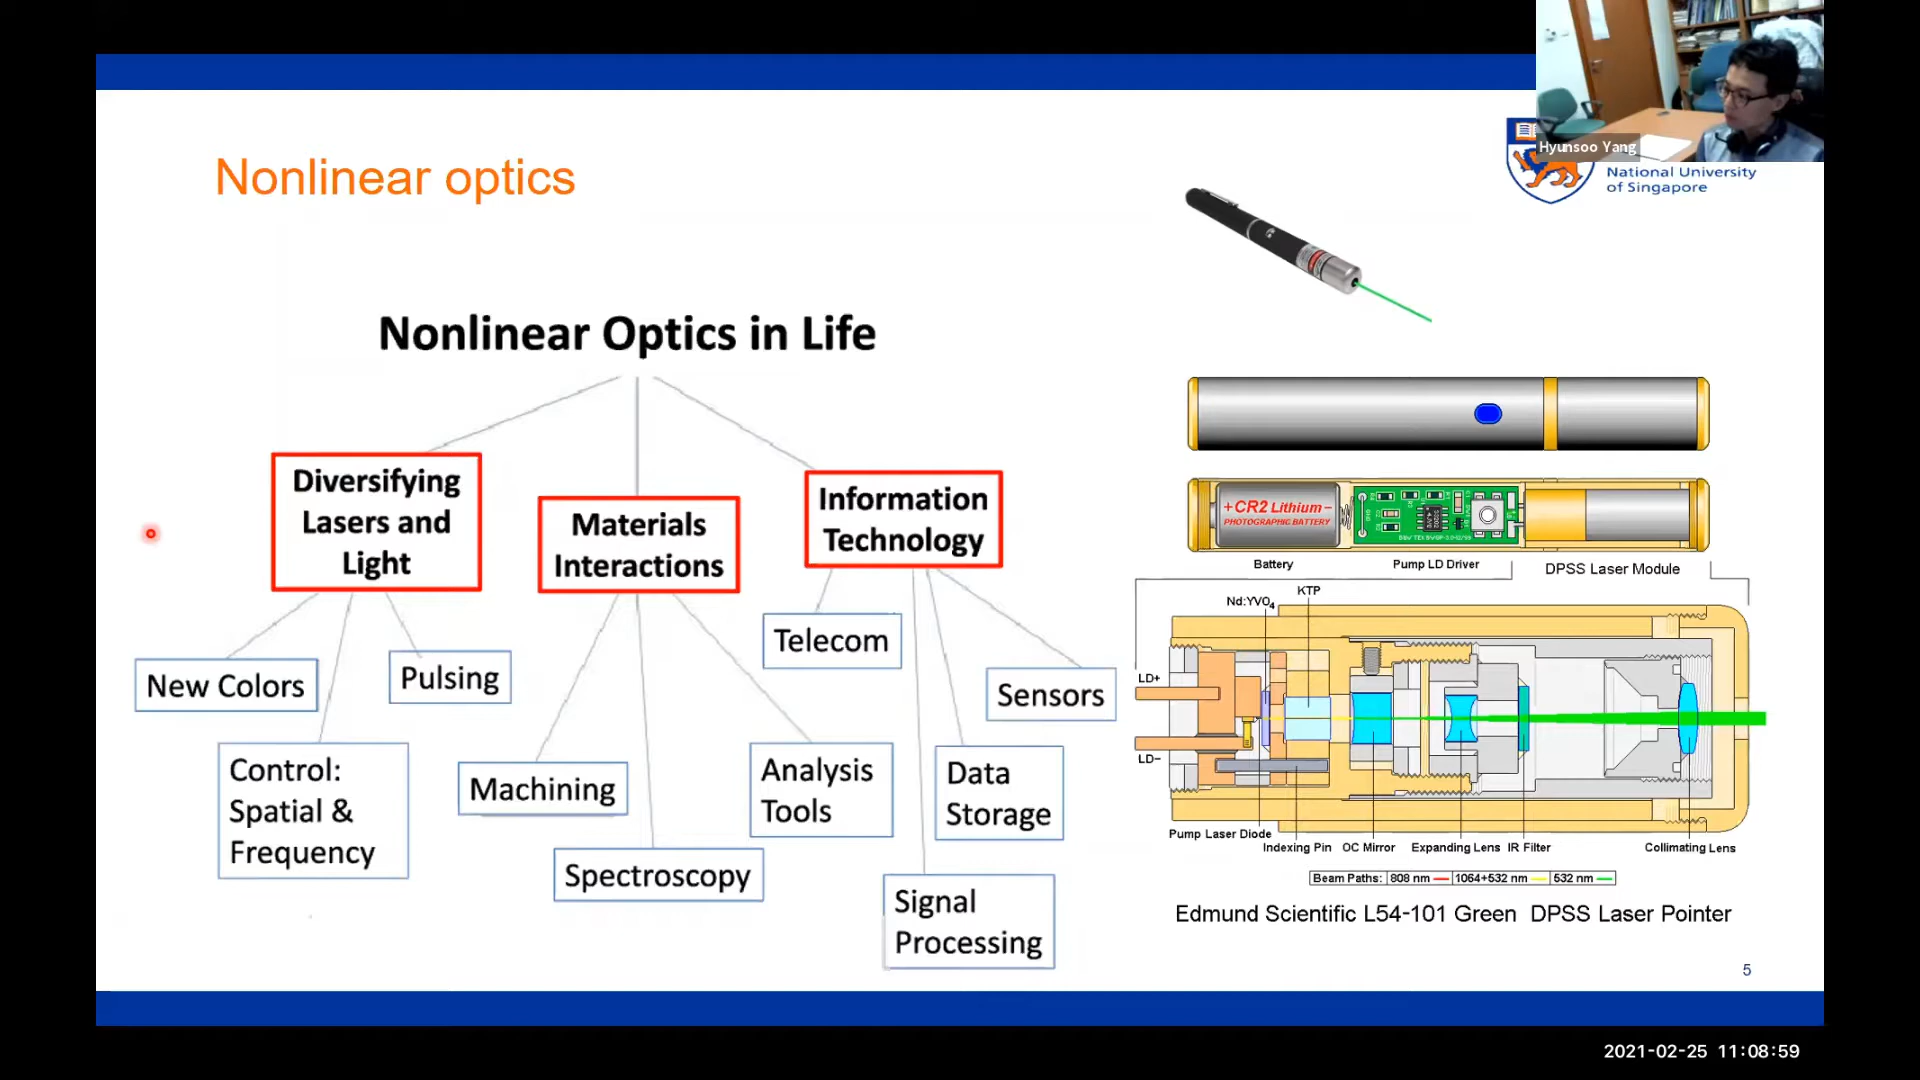 Hyunsoo Yang
National University
of Singapore
Nonlinear optics
Nonlinear Optics in Life
Diversifying
Lasers and
Light
Materials
Interactions
Information
Technology
New Colors
Pulsing
Control:
Spatial &
Frequency
Machining
Spectroscopy
Analysis
Tools
Telecom
Sensors
Data
Storage
Signal
Processing
+CR2 Lithium−
PHOTOGRAPHIC BATTERY
Battery
Pump LD Driver
DPSS Laser Module
Nd:YVO4
KTP
LD+
LD−
Pump Laser Diode
Indexing Pin
OC Mirror
Expanding Lens
IR Filter
Collimating Lens
Beam Paths: 808 nm 1064+532 nm 532 nm
Edmund Scientific L54-101 Green DPSS Laser Pointer
5
2021-02-25 11:08:59